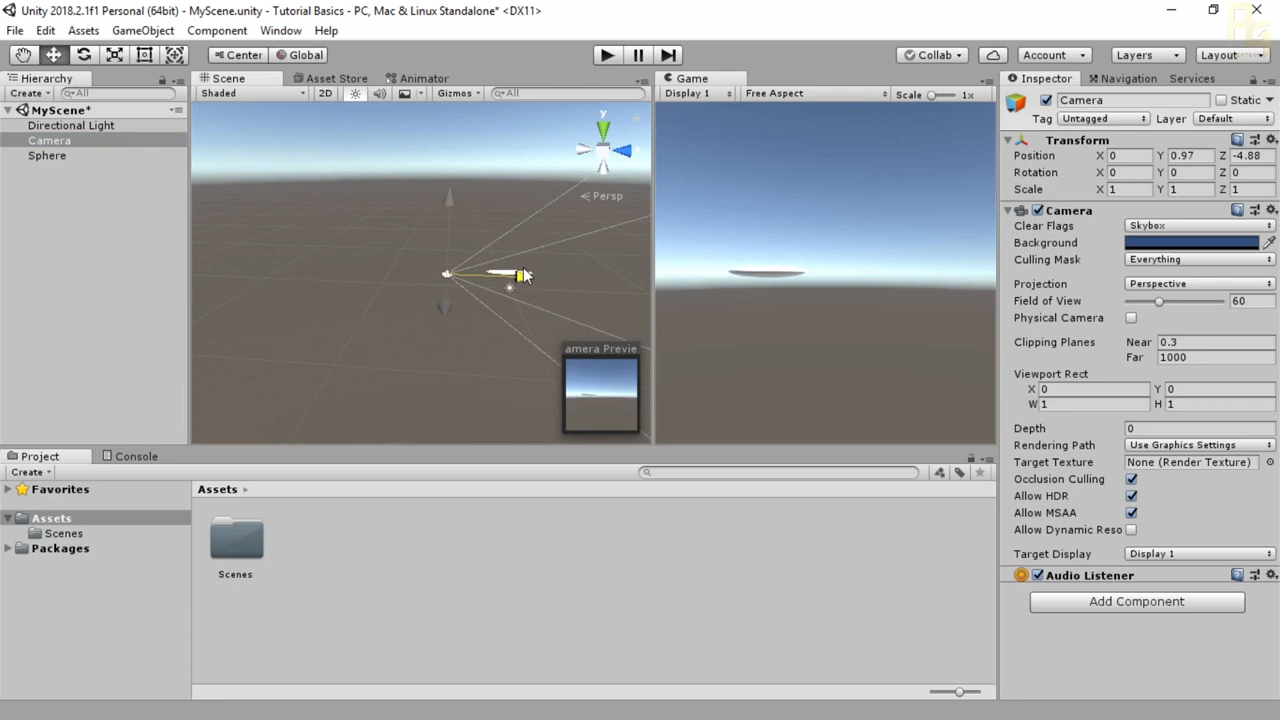 Unity 2018.2.1f1 Personal (64bit) - MyScene.unity - Tutorial Basics - PC, Mac & Linux Standalone* <DX11>
File Edit Assets GameObject Component Window Help
Center Global Collab Account Layers Layout
Hierarchy Scene Asset Store Animator Game Inspector Navigation Services
Create All Shaded 2D Gizmos All Display 1 Free Aspect Scale 1x
MyScene*
Directional Light
Camera
Sphere
y
Persp
amera Previe
Camera Static
Tag Untagged Layer Default
Transform
Position X 0 Y 0.97 Z -4.88
Rotation X 0 Y 0 Z 0
Scale X 1 Y 1 Z 1
Camera
Clear Flags Skybox
Background
Culling Mask Everything
Projection Perspective
Field of View 60
Physical Camera
Clipping Planes Near 0.3
Far 1000
Viewport Rect
X 0 Y 0
W 1 H 1
Depth 0
Rendering Path Use Graphics Settings
Target Texture None (Render Texture)
Occlusion Culling
Allow HDR
Allow MSAA
Allow Dynamic Reso
Target Display Display 1
Audio Listener
Add Component
Project Console
Create
Favorites
Assets
Scenes
Packages
Assets
Scenes